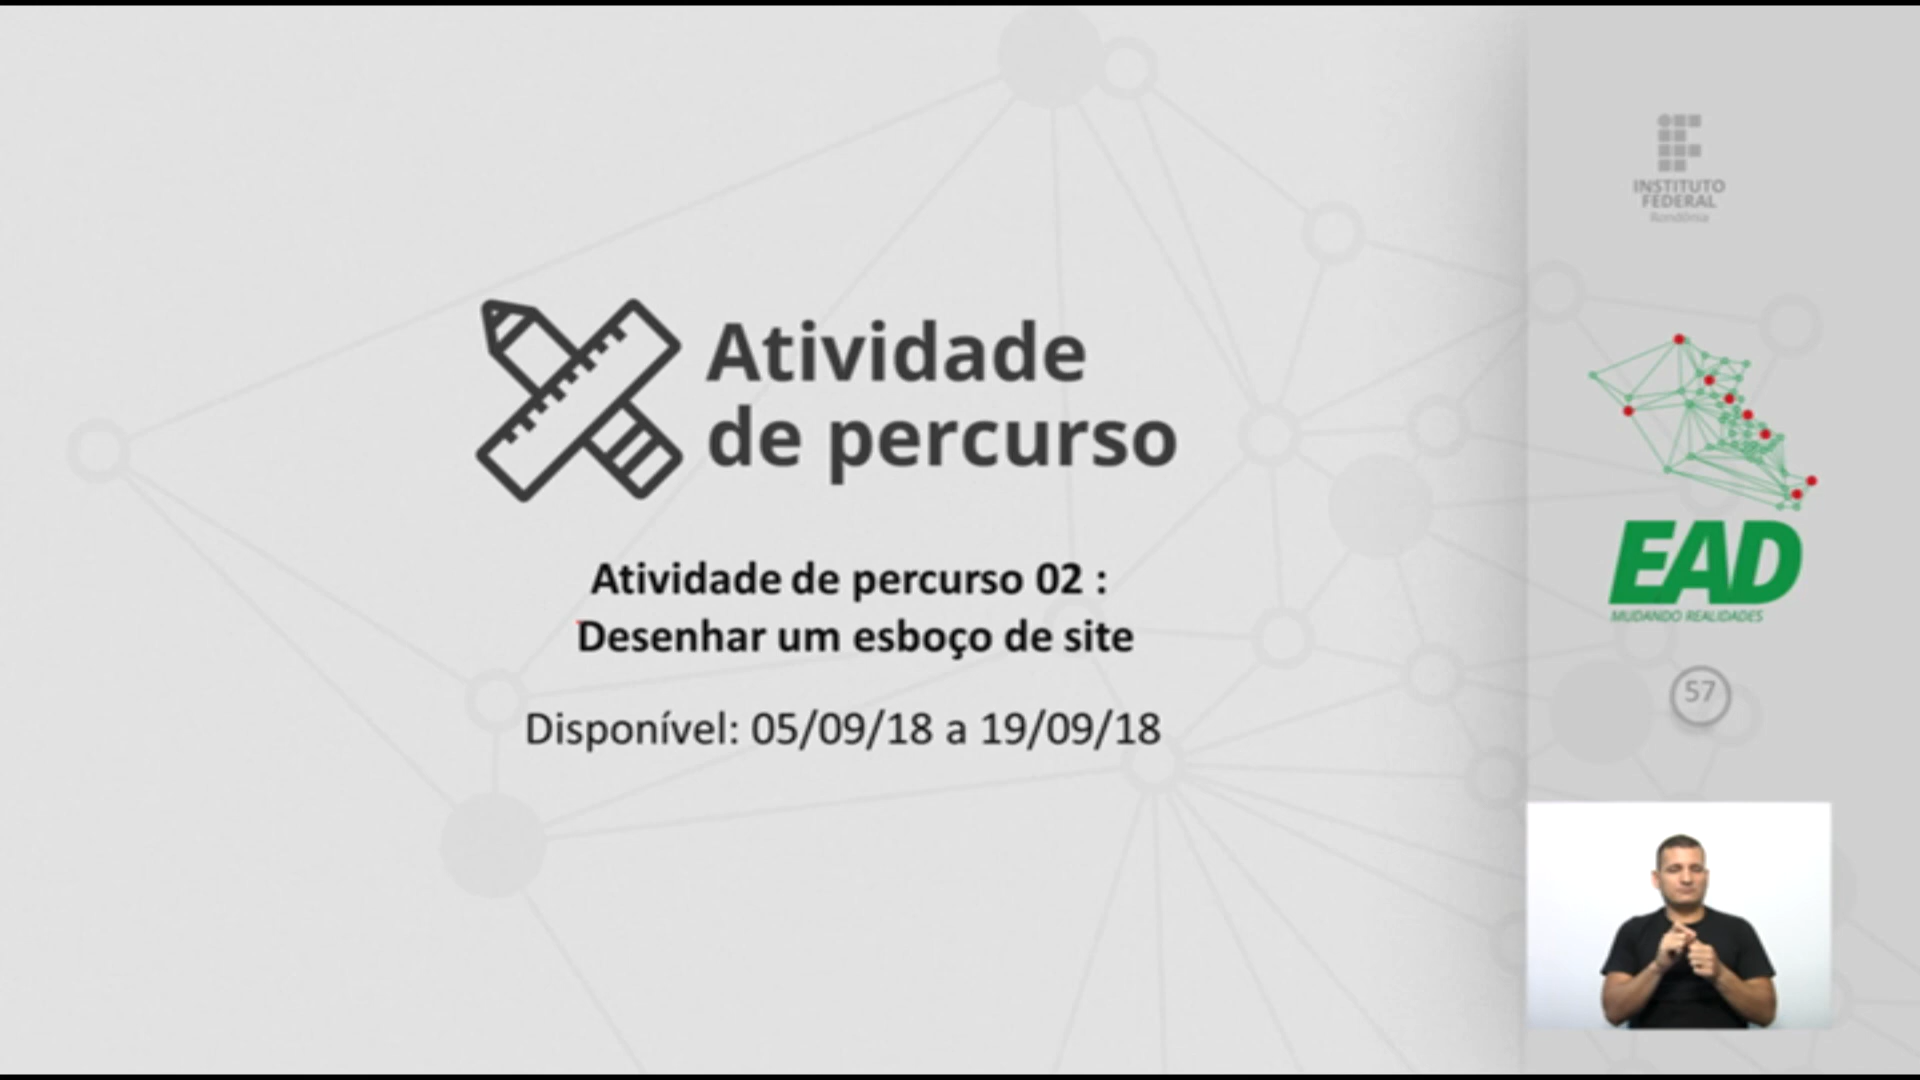 Atividade
de percurso
Atividade de percurso 02 :
Desenhar um esboço de site
Disponível: 05/09/18 a 19/09/18
INSTITUTO
FEDERAL
Rondônia
EAD
MUDANDO REALIDADES
57